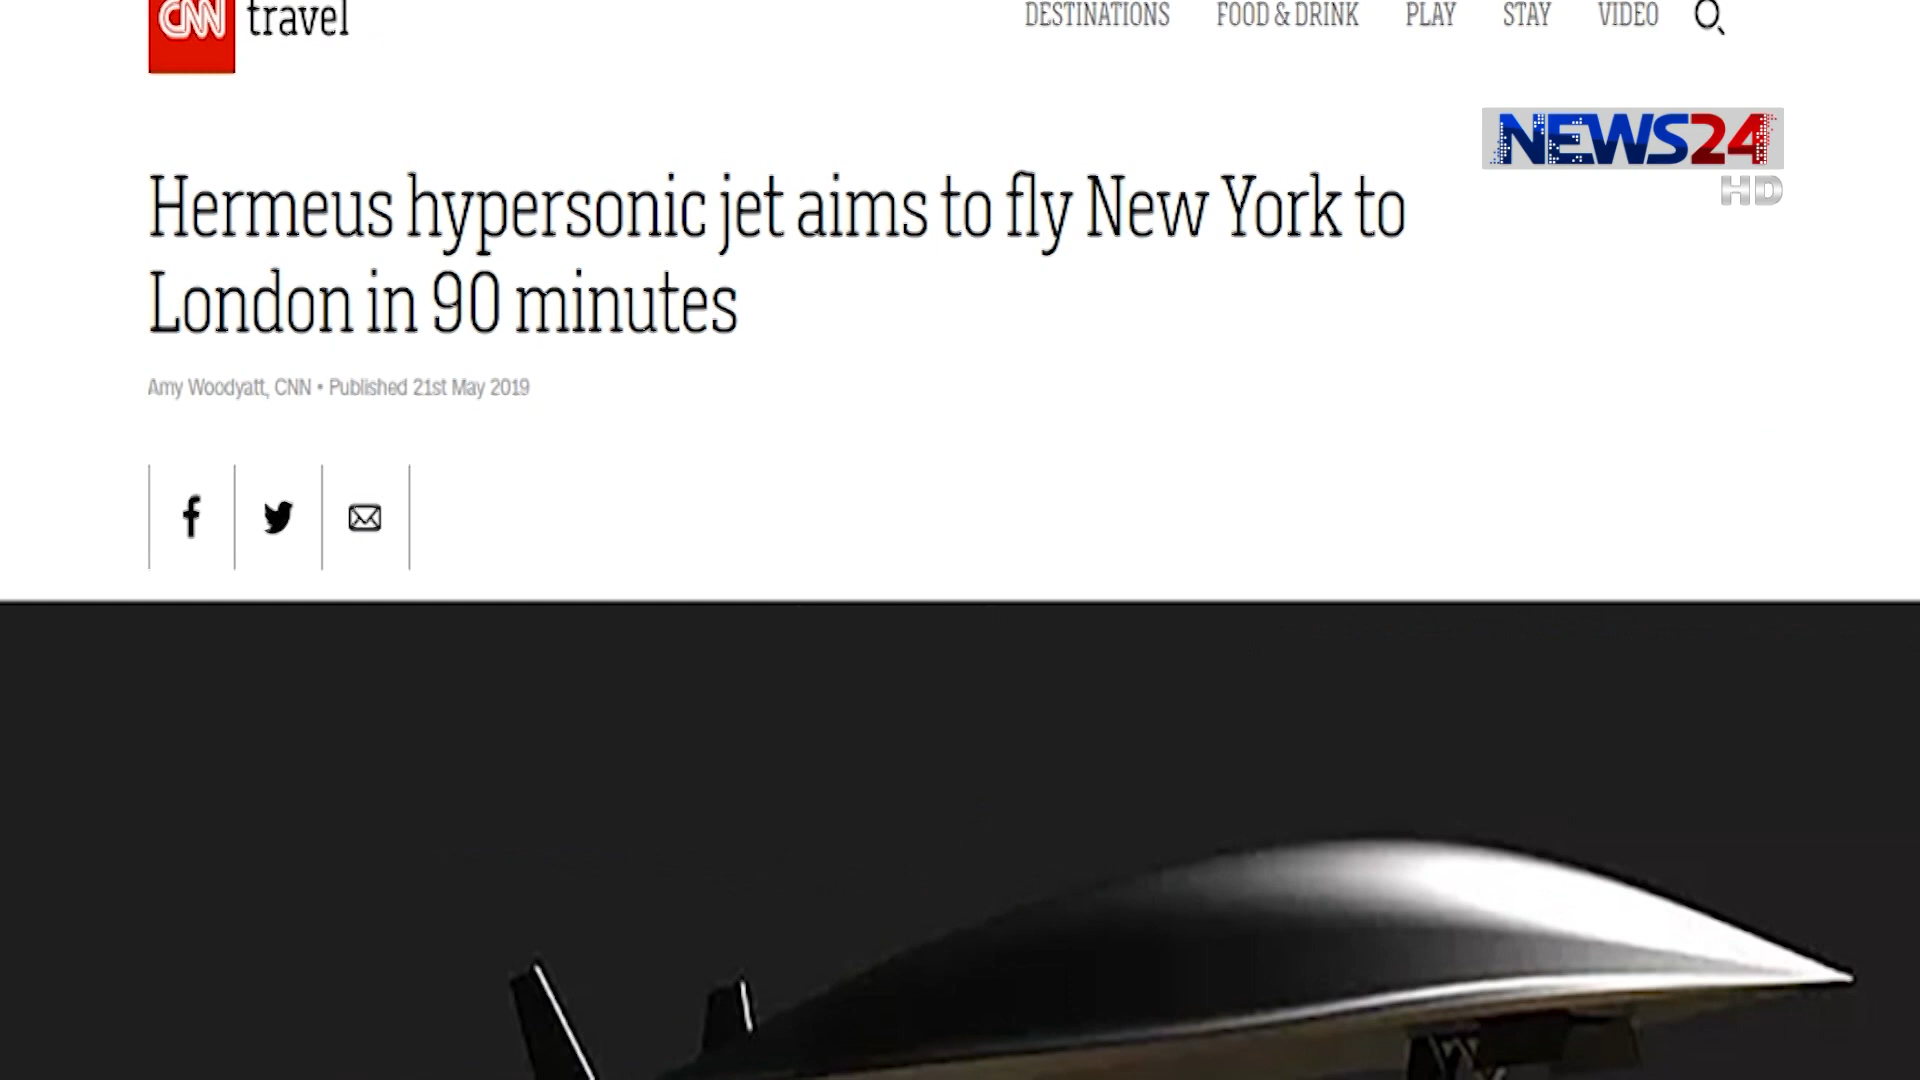 CNN travel
DESTINATIONS FOOD & DRINK PLAY STAY VIDEO
NEWS24
HD
Hermeus hypersonic jet aims to fly New York to
London in 90 minutes
Amy Woodyatt, CNN • Published 21st May 2019